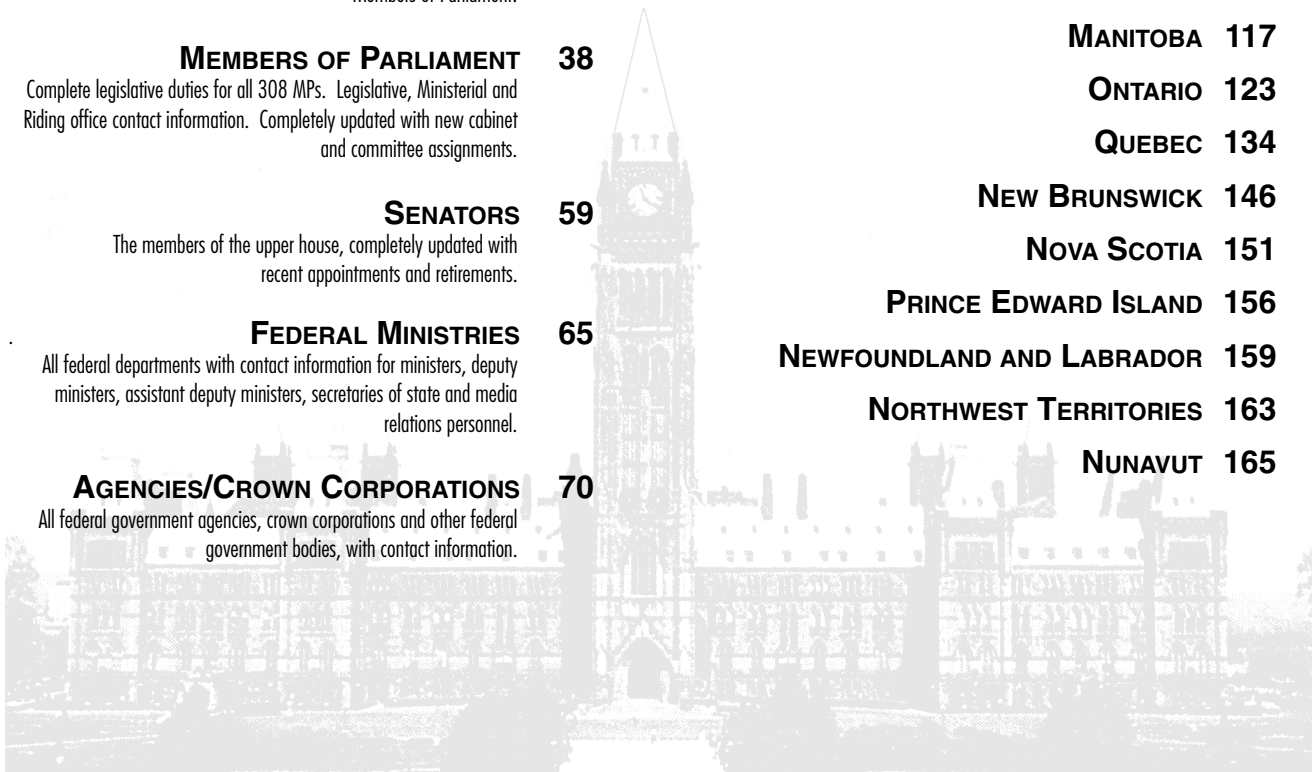 Members of Parliament.
MEMBERS OF PARLIAMENT 38
Complete legislative duties for all 308 MPs. Legislative, Ministerial and
Riding office contact information. Completely updated with new cabinet
and committee assignments.
SENATORS 59
The members of the upper house, completely updated with
recent appointments and retirements.
.
FEDERAL MINISTRIES 65
All federal departments with contact information for ministers, deputy
ministers, assistant deputy ministers, secretaries of state and media
relations personnel.
AGENCIES/CROWN CORPORATIONS 70
All federal government agencies, crown corporations and other federal
government bodies, with contact information.
MANITOBA 117
ONTARIO 123
QUEBEC 134
NEW BRUNSWICK 146
NOVA SCOTIA 151
PRINCE EDWARD ISLAND 156
NEWFOUNDLAND AND LABRADOR 159
NORTHWEST TERRITORIES 163
NUNAVUT 165